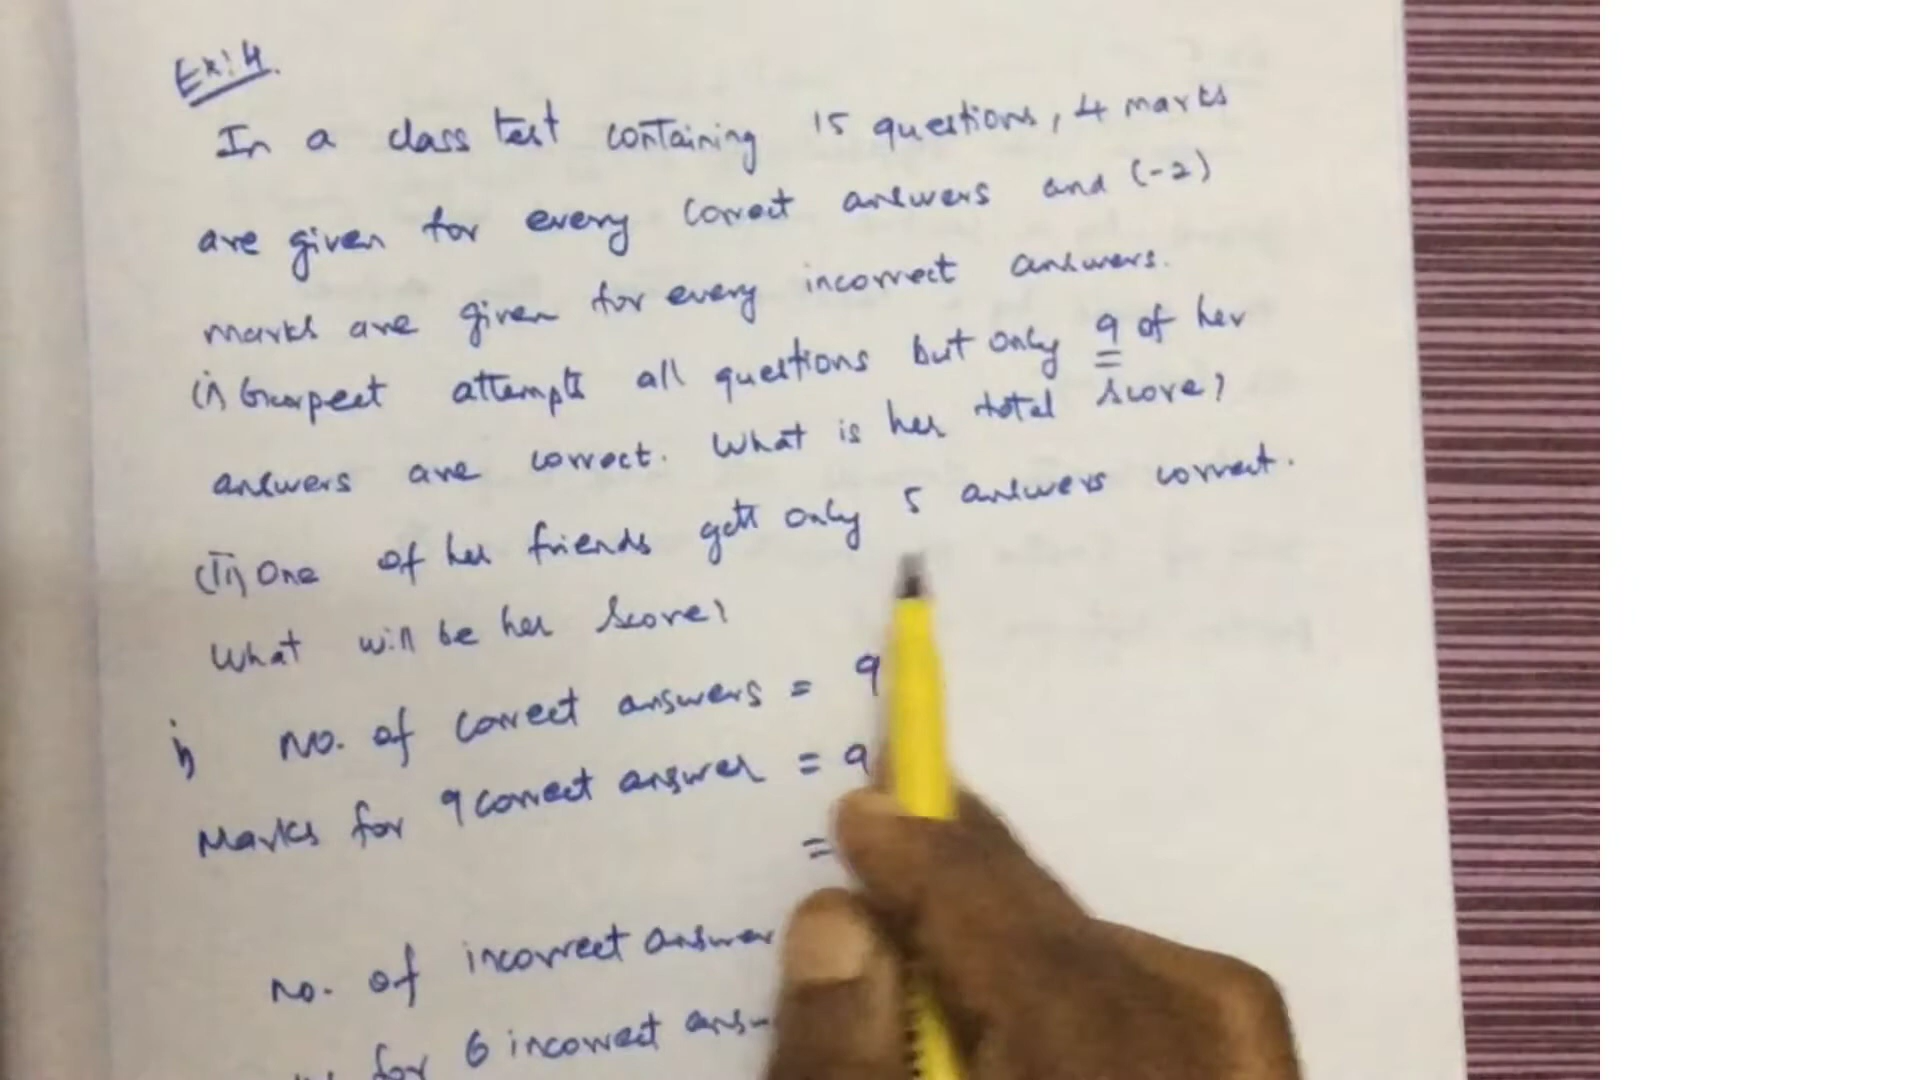 Ex: 4.
In a class test containing 15 questions, 4 marks
are given for every correct answers and (-2)
marks are given for every incorrect answers.
(i) Gurpeet attempts all questions but only 9 of her
answers are correct. What is her total score?
(ii) One of her friends gets only 5 answers correct.
What will be her score?
i) No. of correct answers = 9
Marks for 9 correct answer = 9
=
No. of incorrect answer
for 6 incorrect ans-